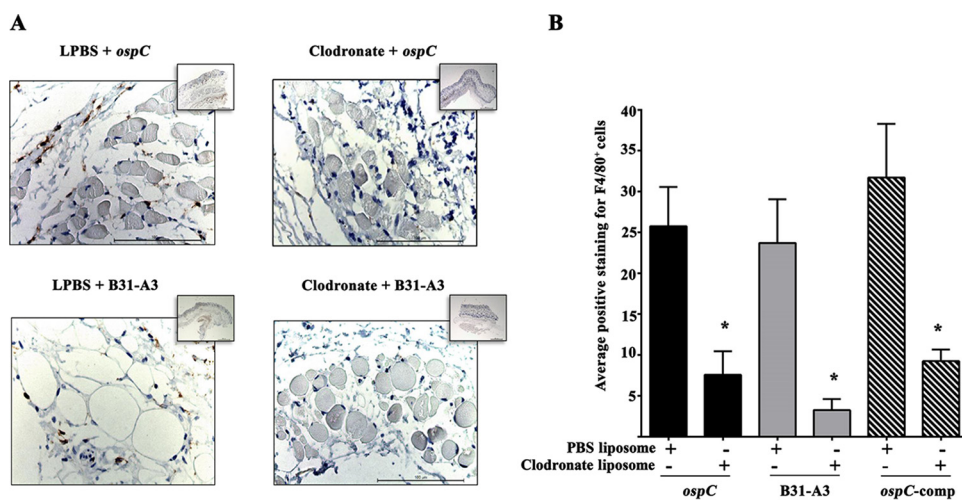 A
LPBS + ospC
Clodronate + ospC
LPBS + B31-A3
Clodronate + B31-A3
B
Average positive staining for F4/80+ cells
40
35
30
25
20
15
10
5
* * *
PBS liposome + - + - + -
Clodronate liposome - + - + - +
ospC B31-A3 ospC-comp